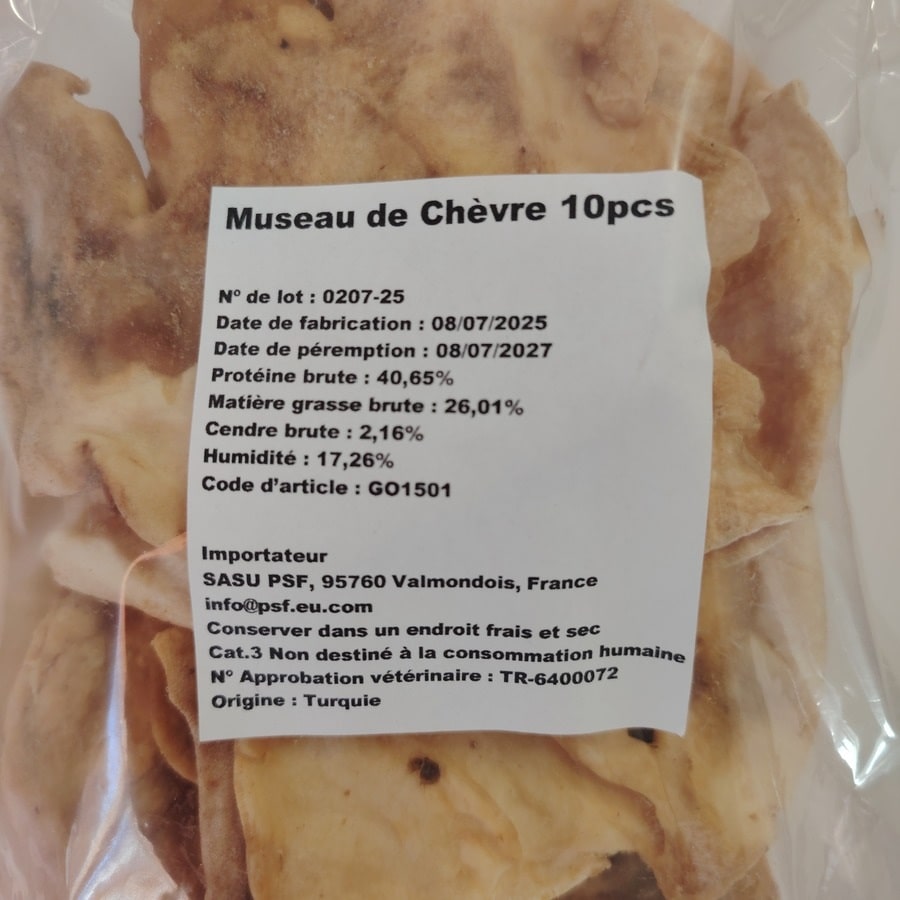 Museau de Chèvre 10pcs
N° de lot : 0207-25
Date de fabrication : 08/07/2025
Date de péremption : 08/07/2027
Protéine brute : 40,65%
Matière grasse brute : 26,01%
Cendre brute : 2,16%
Humidité : 17,26%
Code d'article : GO1501
Importateur
SASU PSF, 95760 Valmondois, France
info@psf.eu.com
Conserver dans un endroit frais et sec
Cat.3 Non destiné à la consommation humaine
N° Approbation vétérinaire : TR-6400072
Origine : Turquie